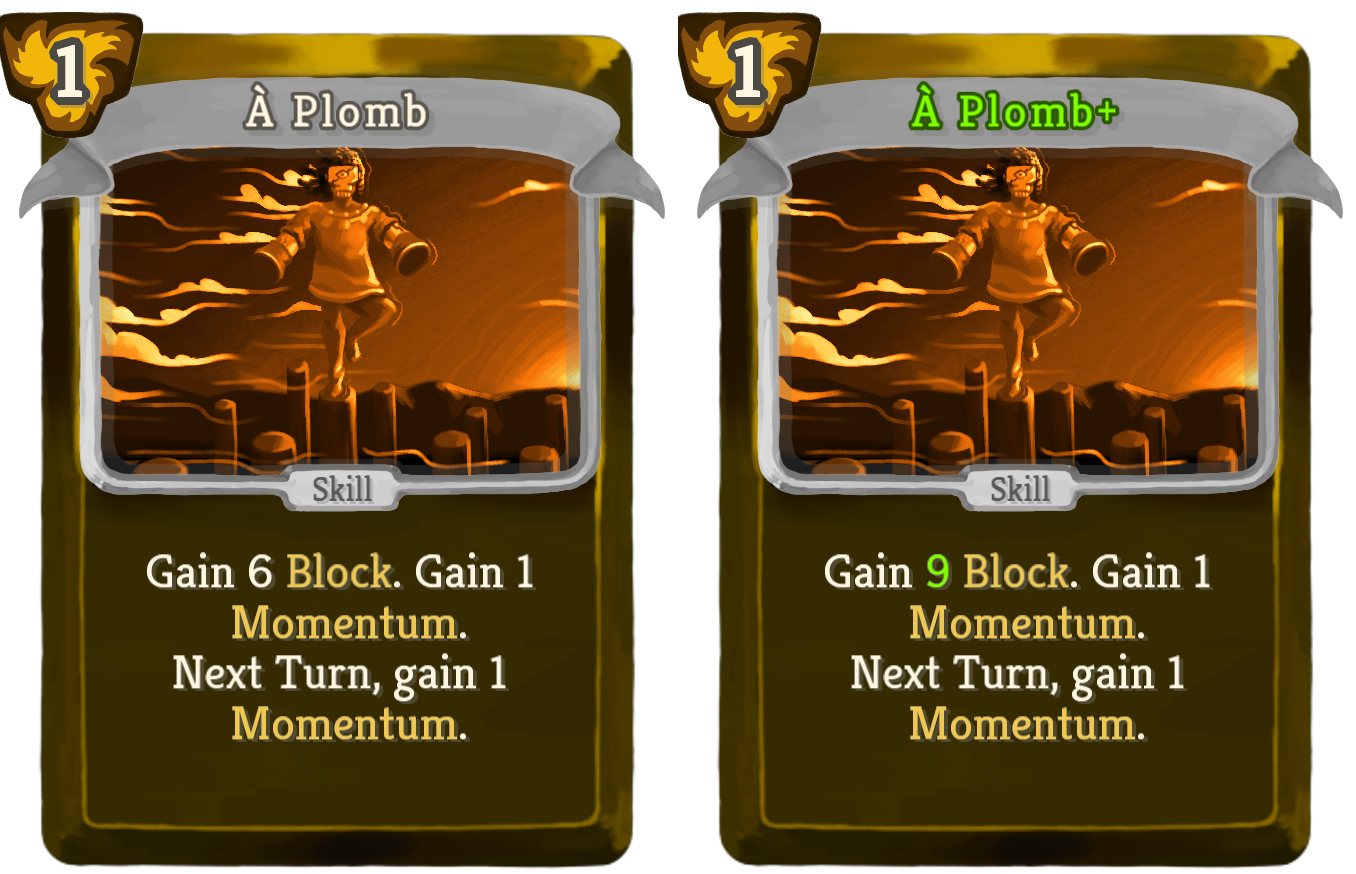 1
À Plomb
Skill
Gain 6 Block. Gain 1
Momentum.
Next Turn, gain 1
Momentum.
1
À Plomb+
Skill
Gain 9 Block. Gain 1
Momentum.
Next Turn, gain 1
Momentum.